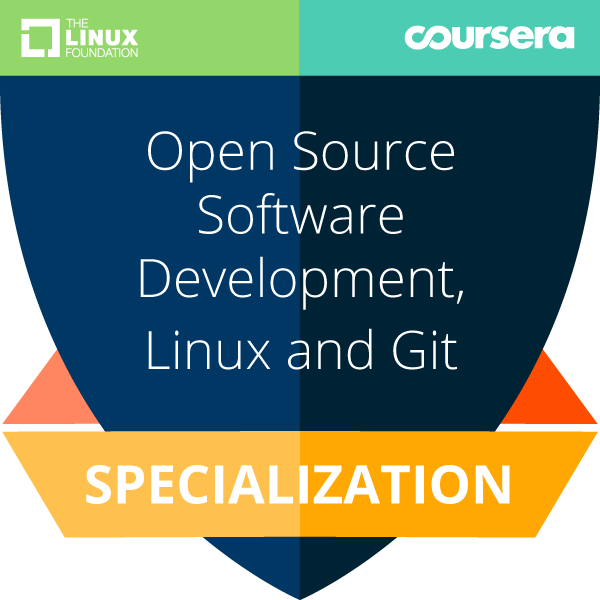 THE
LINUX
FOUNDATION
coursera
Open Source
Software
Development,
Linux and Git
SPECIALIZATION